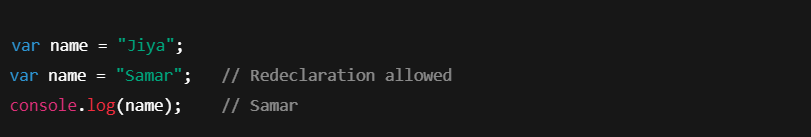 var name = "Jiya";
var name = "Samar";   // Redeclaration allowed
console.log(name);    // Samar